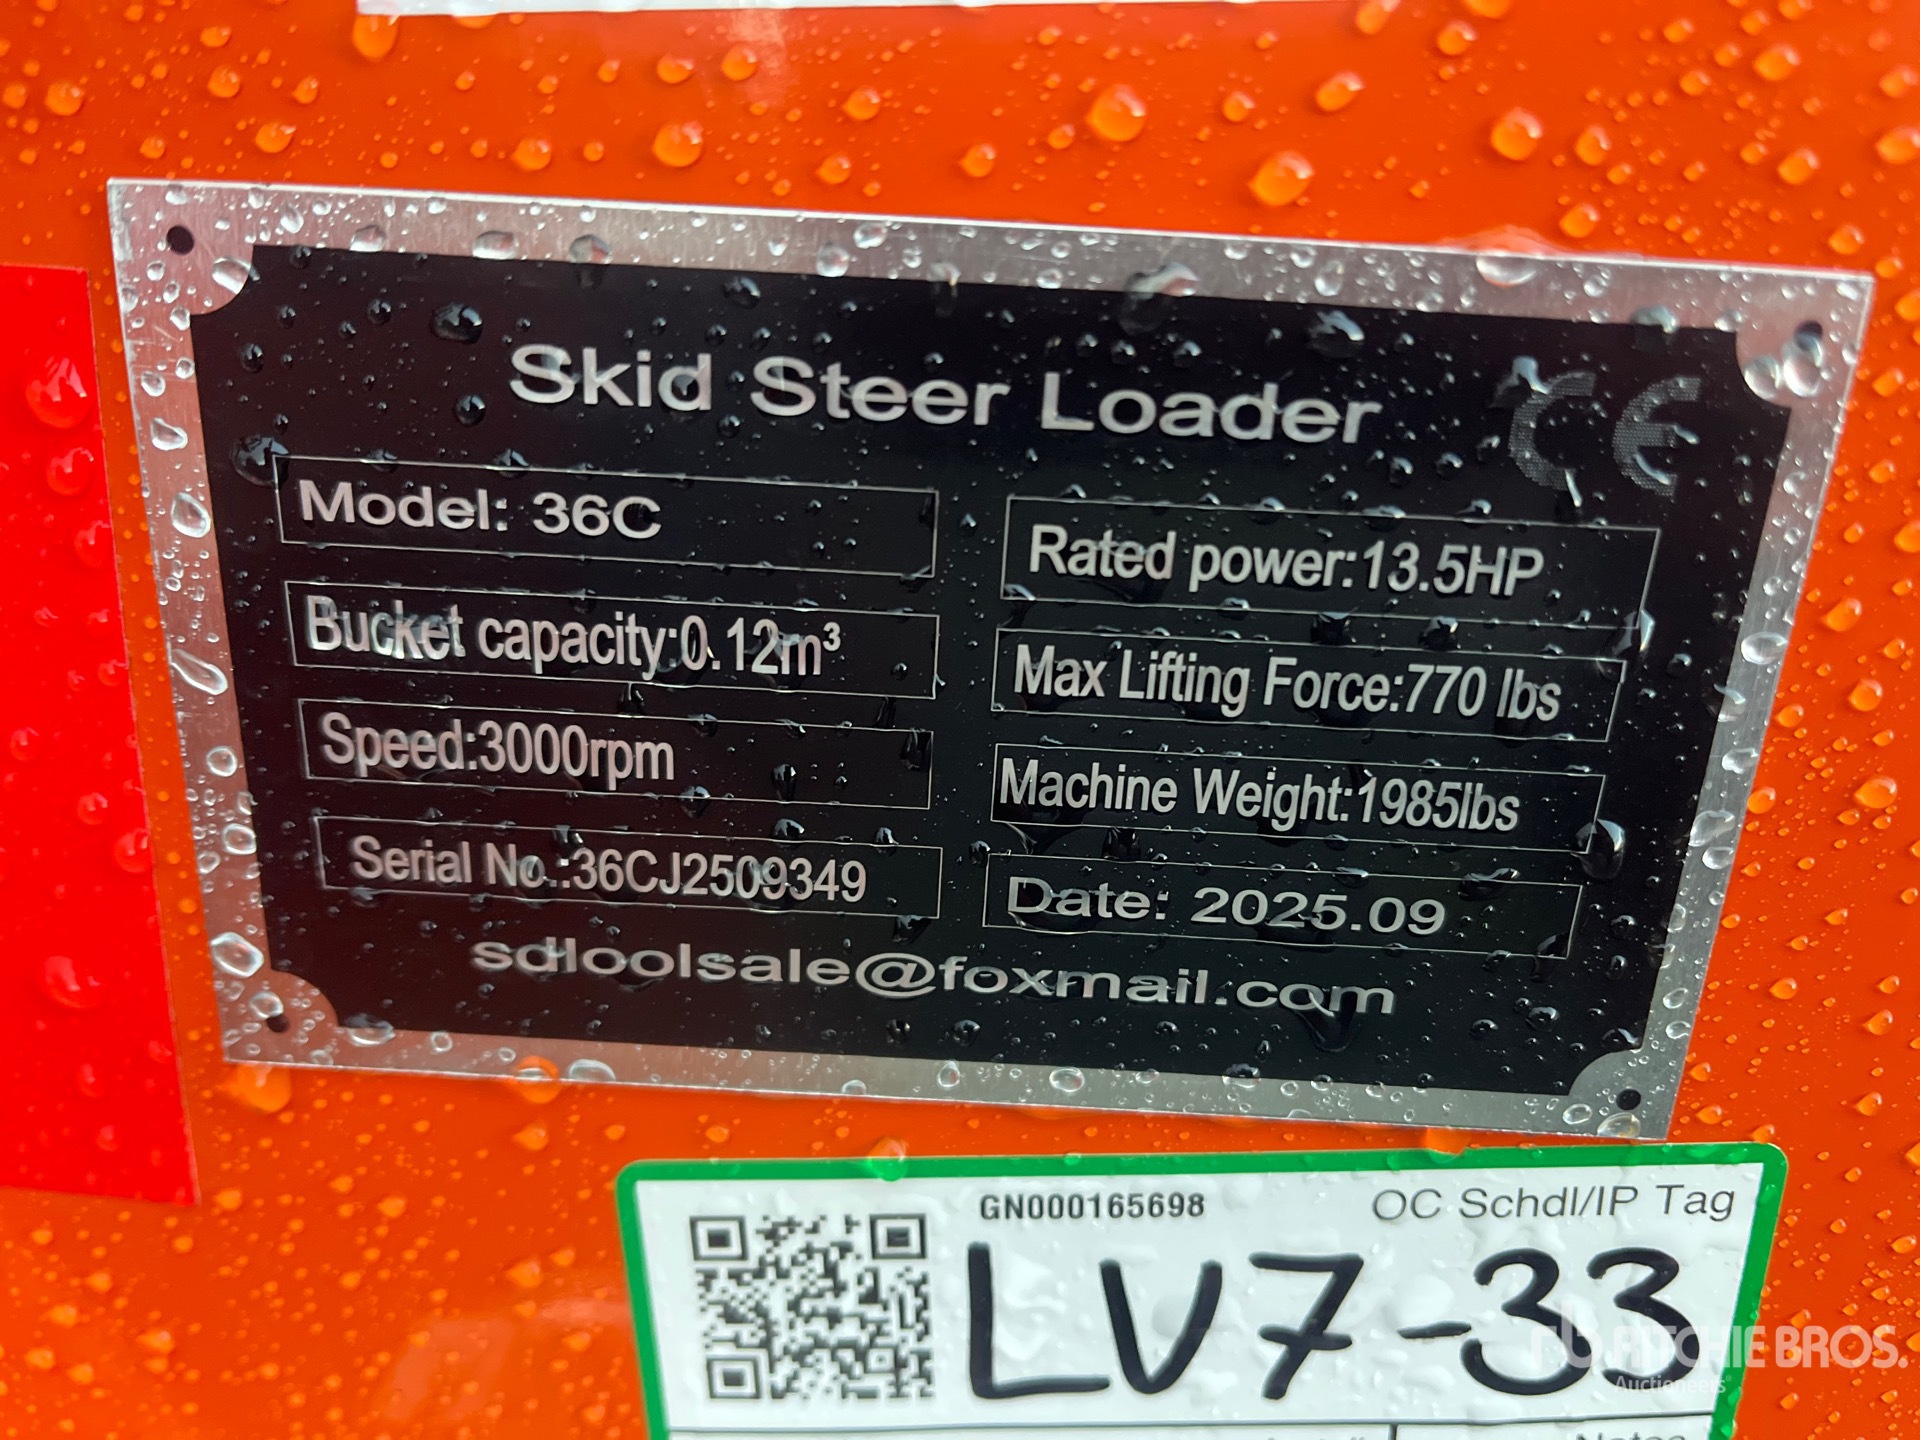 Skid Steer Loader CE
Model: 36C
Rated power:13.5HP
Bucket capacity:0.12m³
Max Lifting Force:770 lbs
Speed:3000rpm
Machine Weight:1985lbs
Serial No.:36CJ2509349
Date: 2025.09
sdloolsale@foxmail.com
GN000165698
OC Schdl/IP Tag
LV7-33
RITCHIE BROS.
Auctioneers